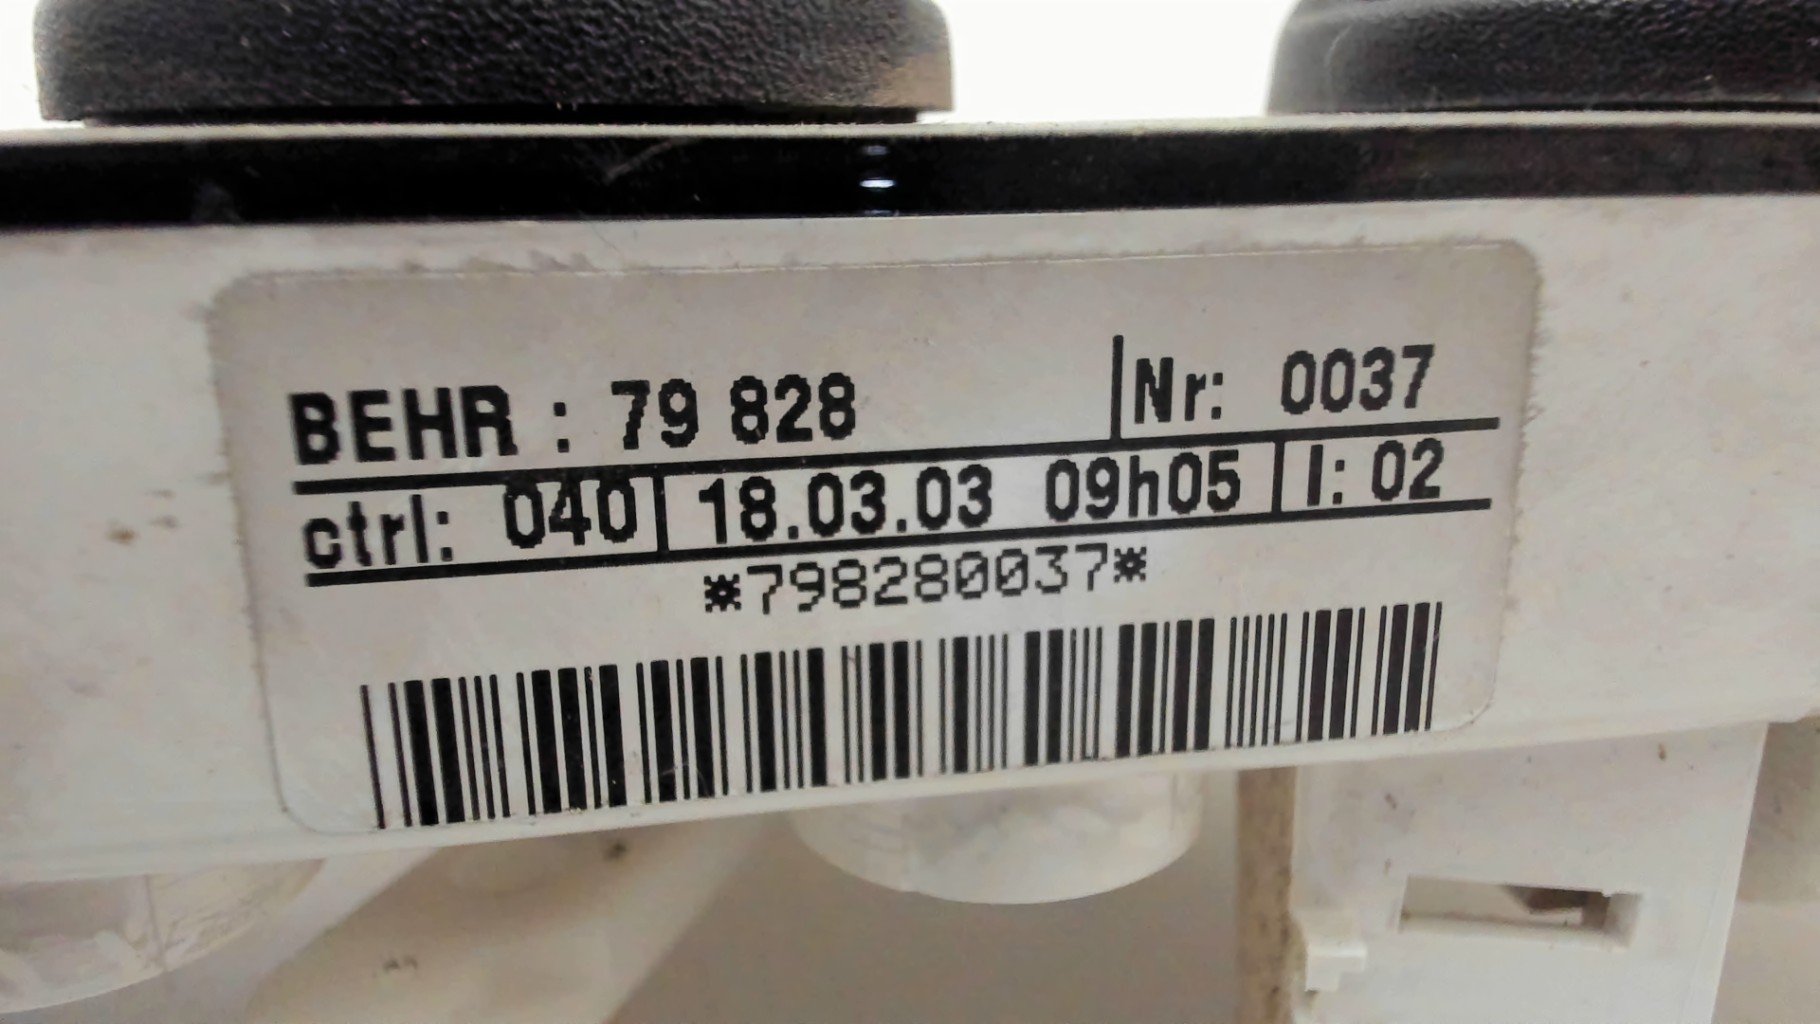 BEHR : 79 828 Nr: 0037
ctrl: 040 18.03.03 09h05 I: 02
*798280037*